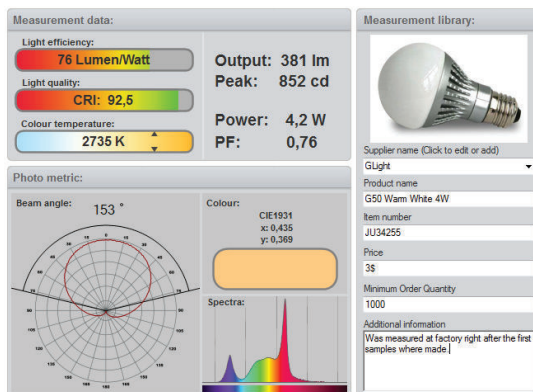 Measurement data:
Light efficiency:
76 Lumen/Watt
Light quality:
CRI: 92,5
Colour temperature:
2735 K
Output: 381 lm
Peak: 852 cd
Power: 4,2 W
PF: 0,76
Photo metric:
Beam angle:
153 °
Colour:
CIE1931
x: 0,435
y: 0,369
Spectra:
Measurement library:
Supplier name (Click to edit or add)
GLight
Product name
G50 Warm White 4W
Item number
JU34255
Price
3$
Minimum Order Quantity
1000
Additional information
Was measured at factory right after the first
samples where made.